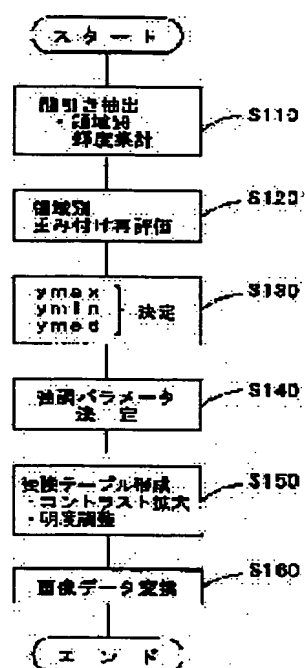 スタート
間引き抽出
・領域別
輝度集計
S110
領域別
重み付け再評価
S120
ymax
ymin
ymed
決定
S130
強調パラメータ
決定
S140
変換テーブル形成
・コントラスト拡大
・明度調整
S150
画像データ変換
S160
エンド